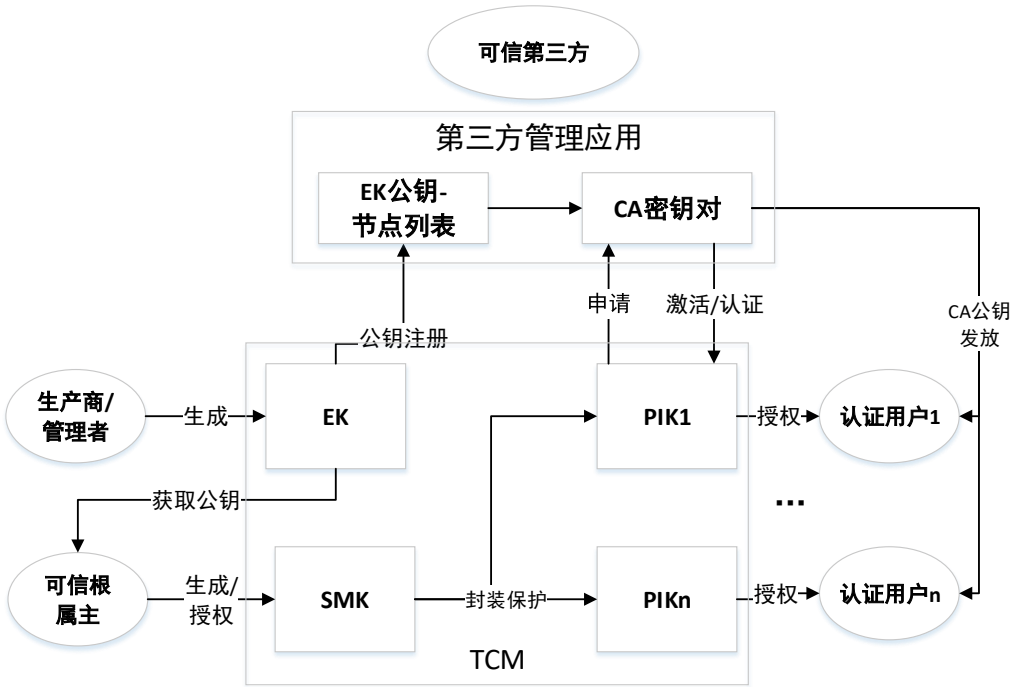 可信第三方
第三方管理应用
EK公钥-
节点列表
CA密钥对
申请
激活/认证
CA公钥
发放
公钥注册
生产商/
管理者
生成
EK
PIK1
授权
认证用户1
获取公钥
...
可信根
属主
生成/
授权
SMK
封装保护
PIKn
授权
认证用户n
TCM